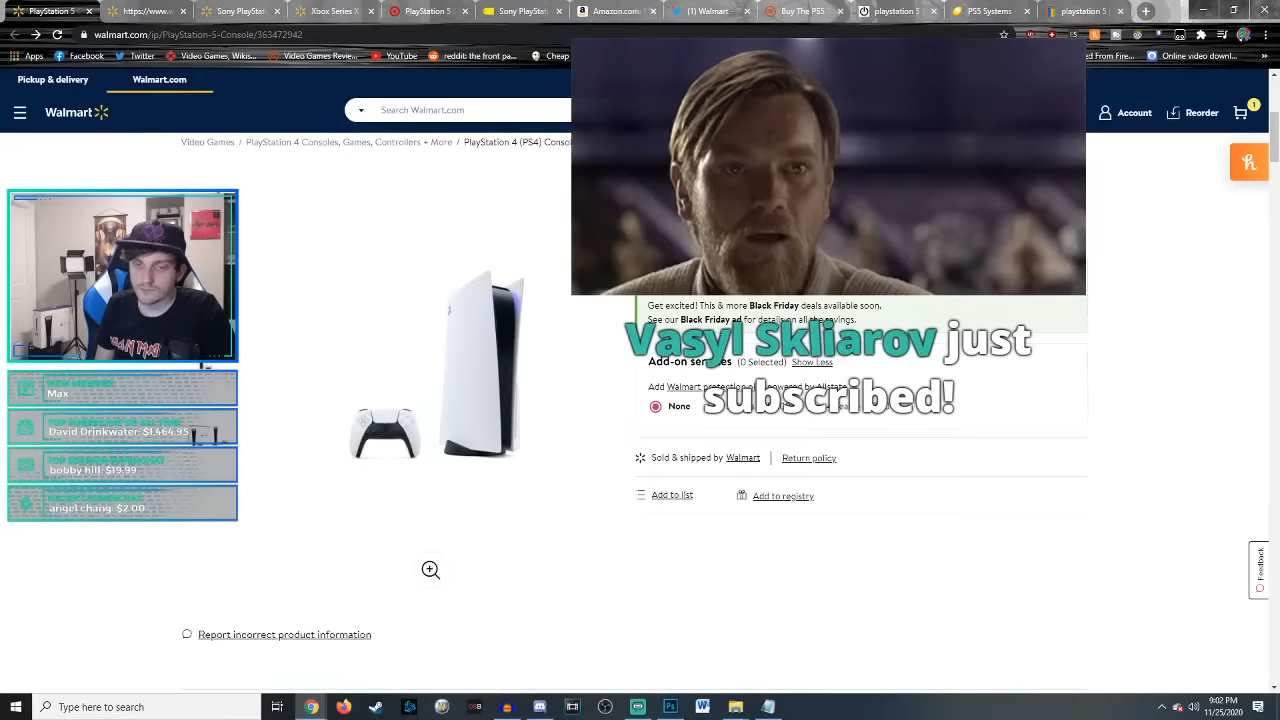 PlayStation 5
https://www.w
Sony PlayStati
Xbox Series X
PlayStation 5
Sony PlayStati
Amazon.com
(1) Walmart
Buy The PS5
PS5 Systems
walmart.com/ip/PlayStation-5-Console/363472942
Apps Facebook Twitter Video Games, Wikis... Video Games Revie... YouTube reddit: the front pa... Online video downl...
Pickup & delivery Walmart.com
Walmart Search Walmart.com Account Reorder 1
Video Games / PlayStation 4 Consoles, Games, Controllers + More / PlayStation 4 (PS4) Conso
IRON MAI
Max
David Drinkwater: $1,464.95
bobby hill: $19.99
angel chang: $2.00
Get excited! This & more Black Friday deals available soon.
See our Black Friday ad for details on all the savings.
Vasyl Skliarov just
subscribed!
Add-on services (0 Selected) Show Less
None
Sold & shipped by Walmart | Return policy
Add to list Add to registry
Feedback
Report incorrect product information
Type here to search
9:02 PM
11/25/2020